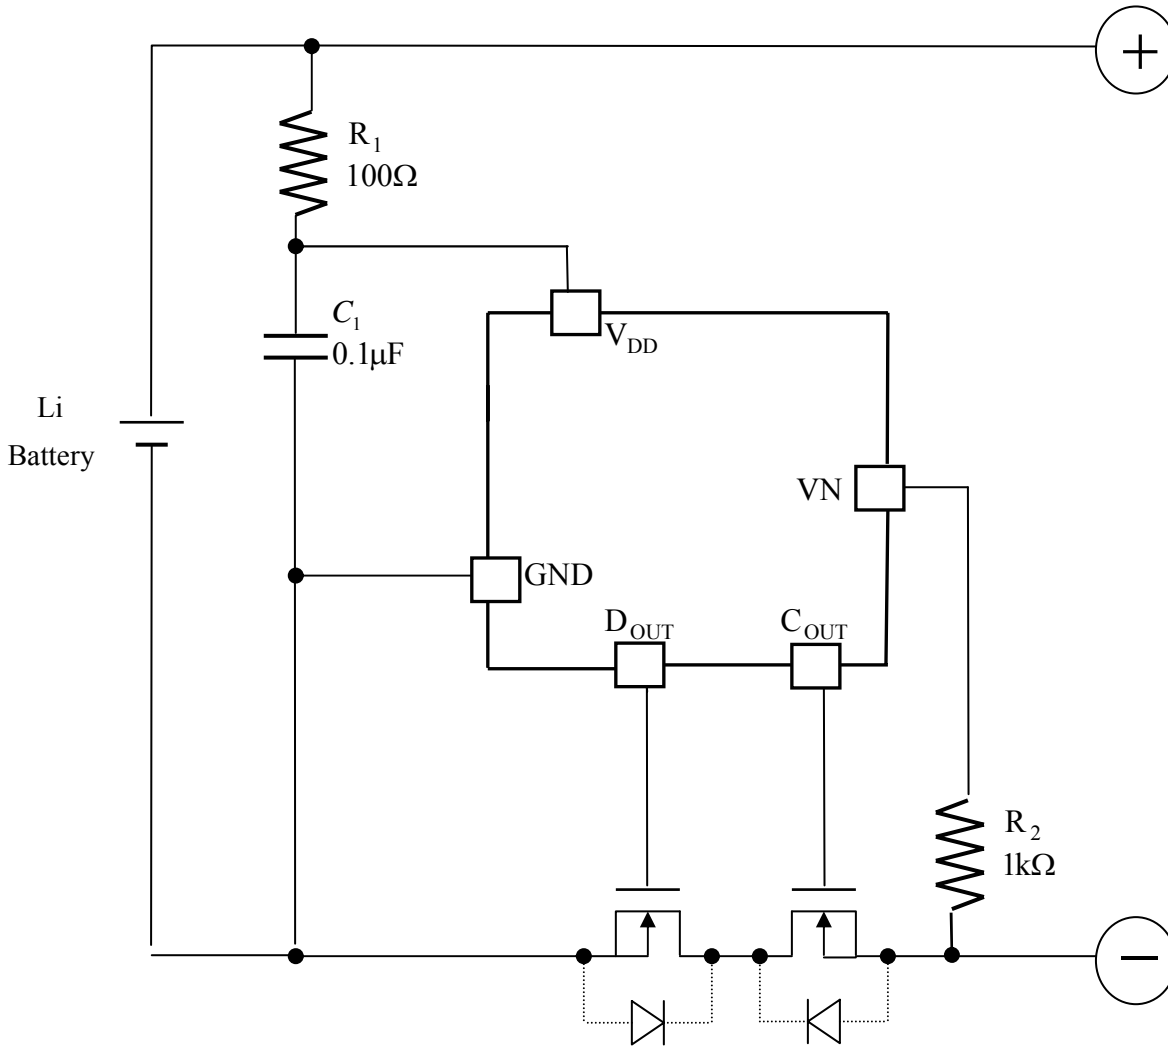 +
R1
100Ω
C1
0.1μF
VDD
Li
Battery
VN
GND
DOUT
COUT
R2
1kΩ
−